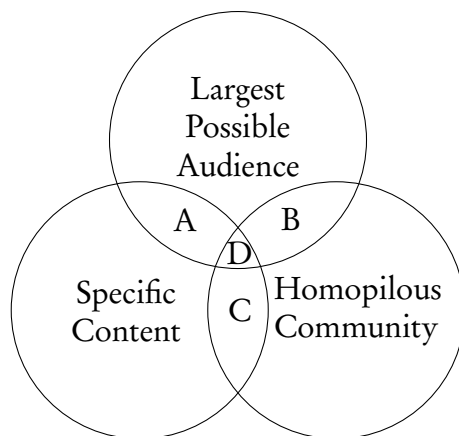 Largest
Possible
Audience
A
B
D
Specific
Content
C
Homopilous
Community